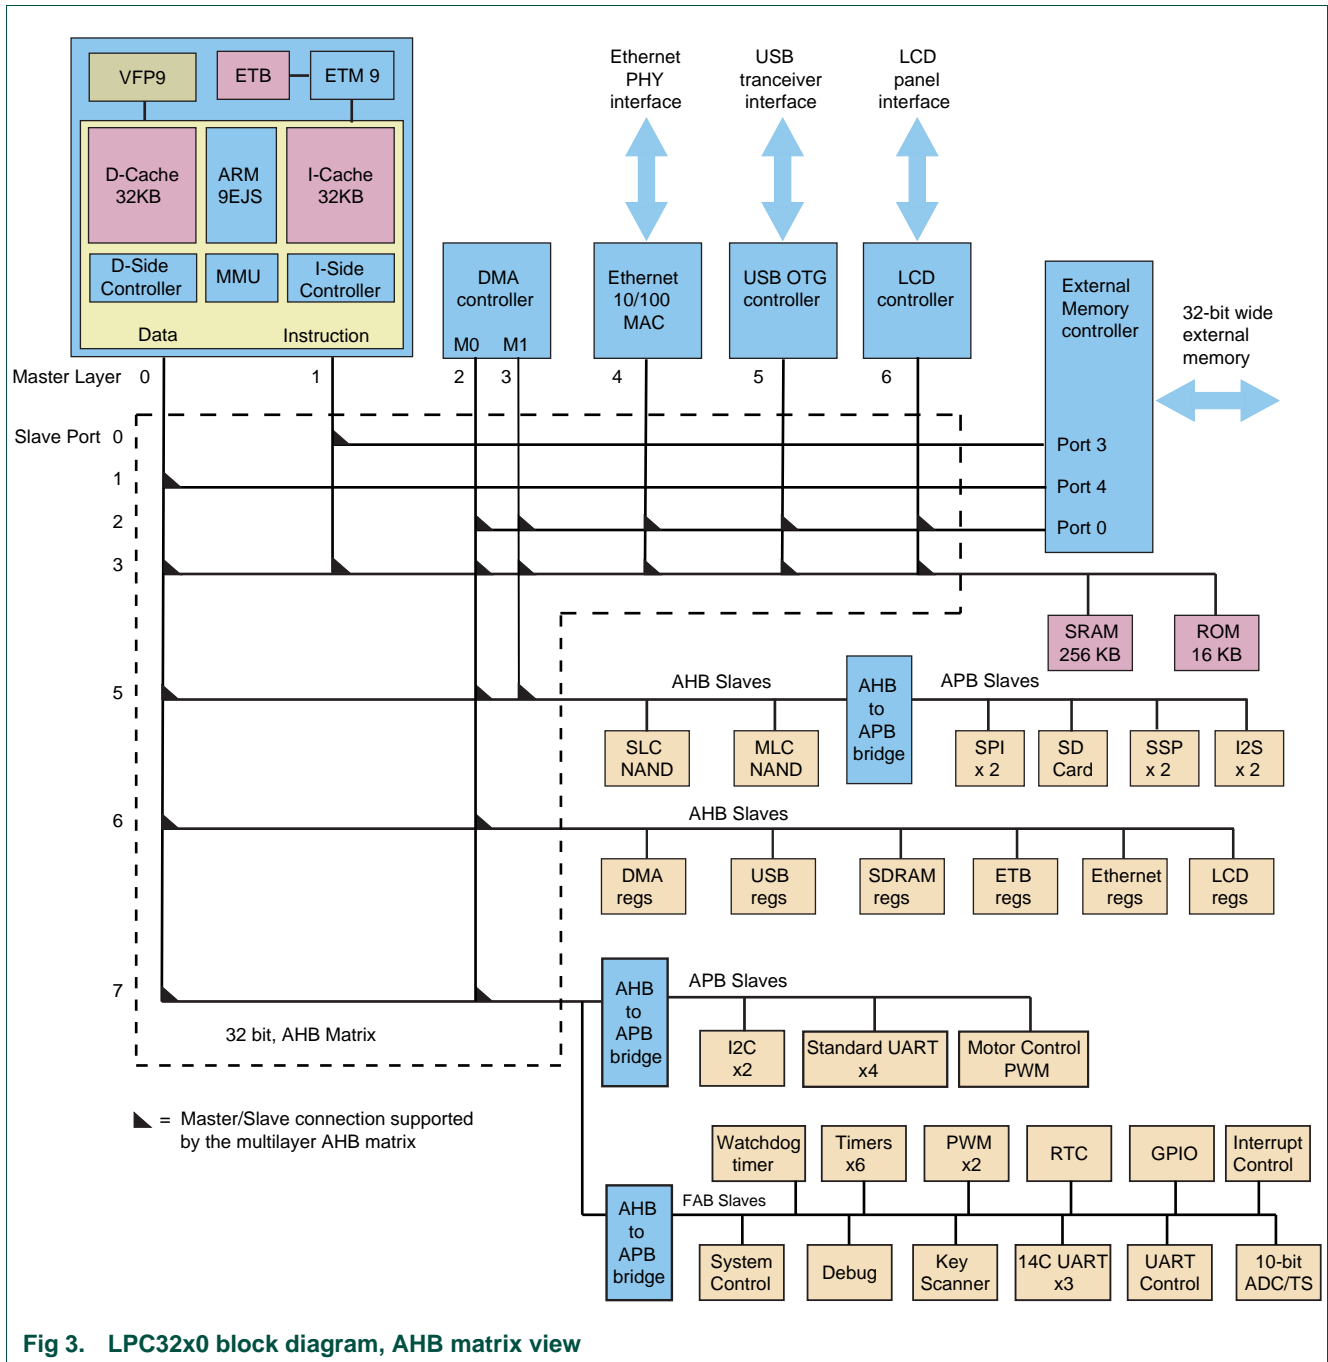 VFP9
ETB
ETM 9
D-Cache
32KB
ARM
9EJS
I-Cache
32KB
D-Side
Controller
MMU
I-Side
Controller
Data
Instruction
Ethernet
PHY
interface
USB
tranceiver
interface
LCD
panel
interface
DMA
controller
M0
M1
Ethernet
10/100
MAC
USB OTG
controller
LCD
controller
External
Memory
controller
32-bit wide
external
memory
Master Layer 0 1 2 3 4 5 6
Slave Port 0
Port 3
1
Port 4
2
Port 0
3
SRAM
256 KB
ROM
16 KB
5
AHB Slaves
AHB
to
APB
bridge
APB Slaves
SLC
NAND
MLC
NAND
SPI
x 2
SD
Card
SSP
x 2
I2S
x 2
6
AHB Slaves
DMA
regs
USB
regs
SDRAM
regs
ETB
regs
Ethernet
regs
LCD
regs
7
AHB
to
APB
bridge
APB Slaves
I2C
x2
Standard UART
x4
Motor Control
PWM
32 bit, AHB Matrix
= Master/Slave connection supported
by the multilayer AHB matrix
Watchdog
timer
Timers
x6
PWM
x2
RTC
GPIO
Interrupt
Control
AHB
to
APB
bridge
FAB Slaves
System
Control
Debug
Key
Scanner
14C UART
x3
UART
Control
10-bit
ADC/TS
Fig 3. LPC32x0 block diagram, AHB matrix view